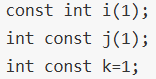 const int i(1);
int const j(1);
int const k=1;